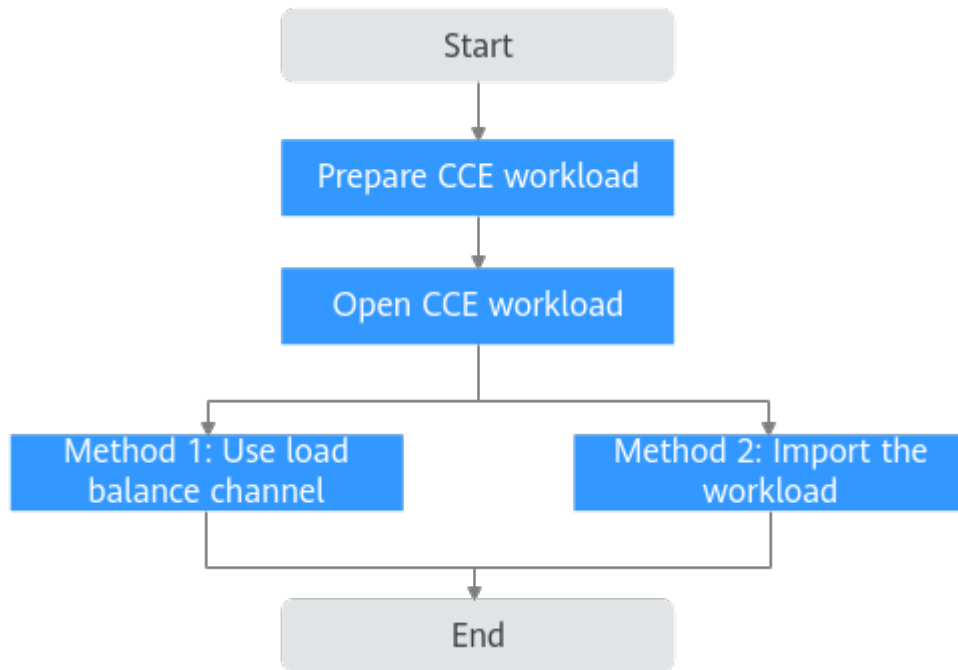 Start
Prepare CCE workload
Open CCE workload
Method 1: Use load
balance channel
Method 2: Import the
workload
End